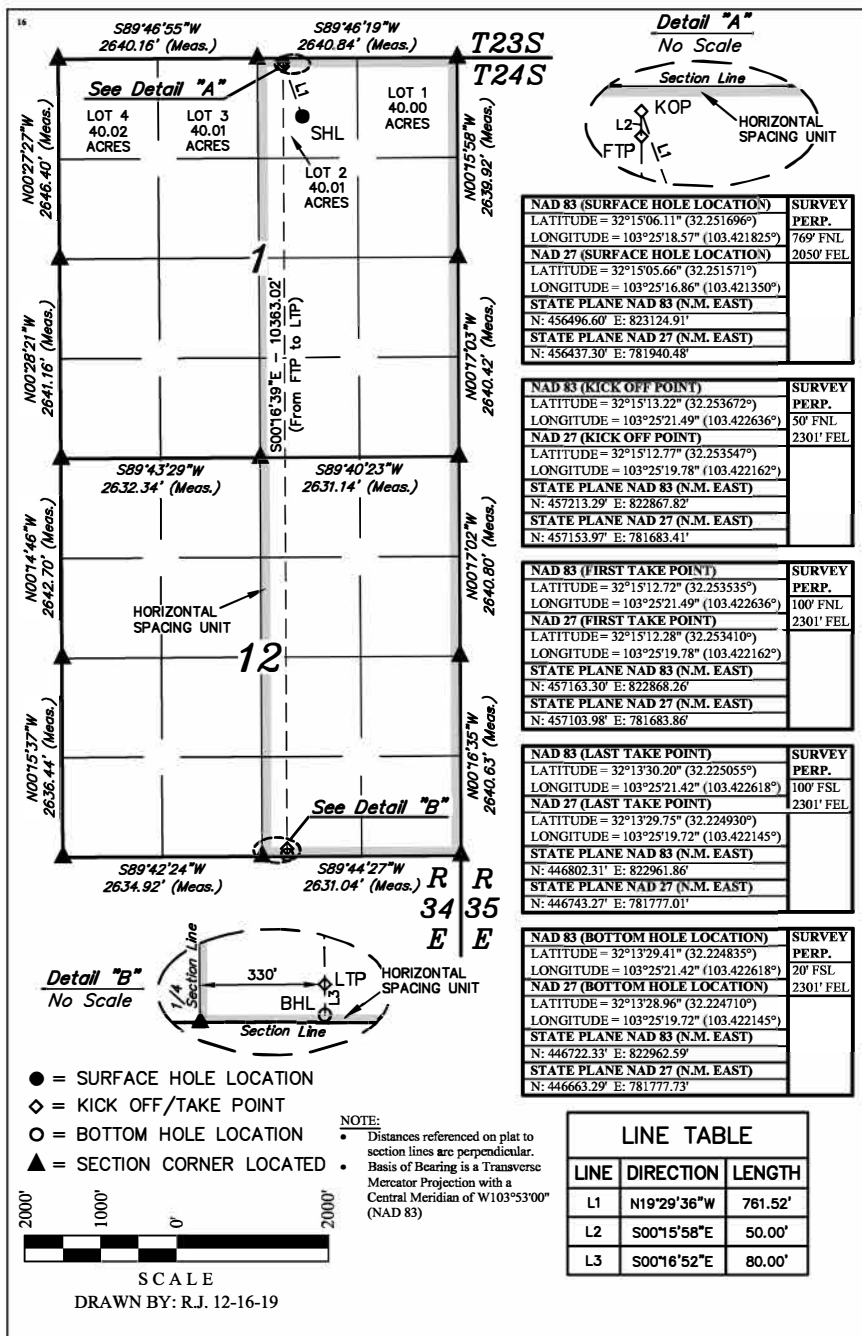 16
S89°46'55"W
2640.16' (Meas.)
S89°46'19"W
2640.84' (Meas.)
T23S
T24S
See Detail "A"
L1
LOT 4
40.02
ACRES
LOT 3
40.01
ACRES
SHL
LOT 1
40.00
ACRES
LOT 2
40.01
ACRES
N00°27'27"W
2646.40' (Meas.)
N00°15'58"W
2639.92' (Meas.)
1
S00°16'39"E - 10363.02'
(From FTP to LTP)
N00°28'21"W
2641.16' (Meas.)
N00°17'03"W
2640.42' (Meas.)
S89°43'29"W
2632.34' (Meas.)
S89°40'23"W
2631.14' (Meas.)
N00°14'46"W
2642.70' (Meas.)
N00°17'02"W
2640.80' (Meas.)
HORIZONTAL
SPACING UNIT
12
N00°15'37"W
2636.44' (Meas.)
N00°16'35"W
2640.63' (Meas.)
See Detail "B"
S89°42'24"W
2634.92' (Meas.)
S89°44'27"W
2631.04' (Meas.)
R R
34 35
E E
Detail "A"
No Scale
Section Line
KOP
L2
FTP
L1
HORIZONTAL
SPACING UNIT
NAD 83 (SURFACE HOLE LOCATION) SURVEY
LATITUDE = 32°15'06.11" (32.251696°) PERP.
LONGITUDE = 103°25'18.57" (103.421825°) 769' FNL
NAD 27 (SURFACE HOLE LOCATION) 2050' FEL
LATITUDE = 32°15'05.66" (32.251571°)
LONGITUDE = 103°25'16.86" (103.421350°)
STATE PLANE NAD 83 (N.M. EAST)
N: 456496.60' E: 823124.91'
STATE PLANE NAD 27 (N.M. EAST)
N: 456437.30' E: 781940.48'
NAD 83 (KICK OFF POINT) SURVEY
LATITUDE = 32°15'13.22" (32.253672°) PERP.
LONGITUDE = 103°25'21.49" (103.422636°) 50' FNL
NAD 27 (KICK OFF POINT) 2301' FEL
LATITUDE = 32°15'12.77" (32.253547°)
LONGITUDE = 103°25'19.78" (103.422162°)
STATE PLANE NAD 83 (N.M. EAST)
N: 457213.29' E: 822867.82'
STATE PLANE NAD 27 (N.M. EAST)
N: 457153.97' E: 781683.41'
NAD 83 (FIRST TAKE POINT) SURVEY
LATITUDE = 32°15'12.72" (32.253535°) PERP.
LONGITUDE = 103°25'21.49" (103.422636°) 100' FNL
NAD 27 (FIRST TAKE POINT) 2301' FEL
LATITUDE = 32°15'12.28" (32.253410°)
LONGITUDE = 103°25'19.78" (103.422162°)
STATE PLANE NAD 83 (N.M. EAST)
N: 457163.30' E: 822868.26'
STATE PLANE NAD 27 (N.M. EAST)
N: 457103.98' E: 781683.86'
NAD 83 (LAST TAKE POINT) SURVEY
LATITUDE = 32°13'30.20" (32.225055°) PERP.
LONGITUDE = 103°25'21.42" (103.422618°) 100' FSL
NAD 27 (LAST TAKE POINT) 2301' FEL
LATITUDE = 32°13'29.75" (32.224930°)
LONGITUDE = 103°25'19.72" (103.422145°)
STATE PLANE NAD 83 (N.M. EAST)
N: 446802.31' E: 822961.86'
STATE PLANE NAD 27 (N.M. EAST)
N: 446743.27' E: 781777.01'
NAD 83 (BOTTOM HOLE LOCATION) SURVEY
LATITUDE = 32°13'29.41" (32.224835°) PERP.
LONGITUDE = 103°25'21.42" (103.422618°) 20' FSL
NAD 27 (BOTTOM HOLE LOCATION) 2301' FEL
LATITUDE = 32°13'28.96" (32.224710°)
LONGITUDE = 103°25'19.72" (103.422145°)
STATE PLANE NAD 83 (N.M. EAST)
N: 446722.33' E: 822962.59'
STATE PLANE NAD 27 (N.M. EAST)
N: 446663.29' E: 781777.73'
Detail "B"
No Scale
1/4
Section Line
330'
LTP
BHL
L3
HORIZONTAL
SPACING UNIT
Section Line
= SURFACE HOLE LOCATION
= KICK OFF/TAKE POINT
= BOTTOM HOLE LOCATION
= SECTION CORNER LOCATED
NOTE:
• Distances referenced on plat to
section lines are perpendicular.
• Basis of Bearing is a Transverse
Mercator Projection with a
Central Meridian of W103°53'00"
(NAD 83)
2000'
1000'
0'
2000'
SCALE
DRAWN BY: R.J. 12-16-19
LINE TABLE
LINE DIRECTION LENGTH
L1 N19°29'36"W 761.52'
L2 S00°15'58"E 50.00'
L3 S00°16'52"E 80.00'